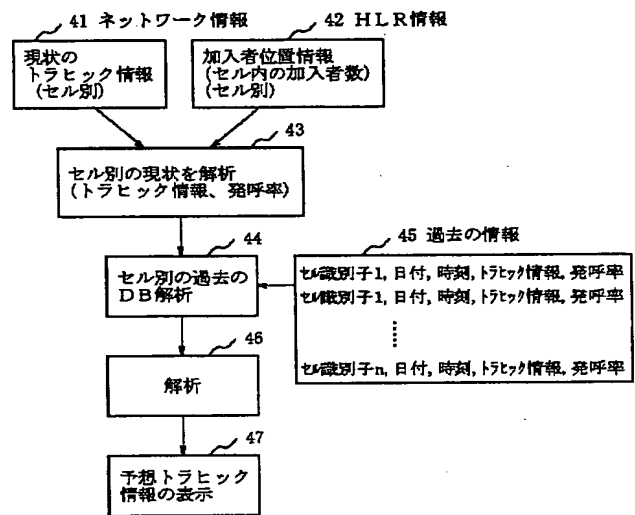 41 ネットワーク情報
42 HLR情報
現状の
トラヒック情報
(セル別)
加入者位置情報
(セル内の加入者数)
(セル別)
43
セル別の現状を解析
(トラヒック情報、発呼率)
44
セル別の過去の
DB解析
45 過去の情報
セル識別子1, 日付, 時刻, トラヒック情報, 発呼率
セル識別子1, 日付, 時刻, トラヒック情報, 発呼率
……
セル識別子n, 日付, 時刻, トラヒック情報, 発呼率
46
解析
47
予想トラヒック
情報の表示